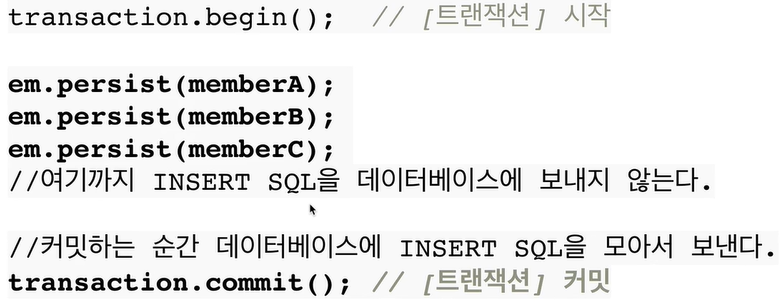 transaction.begin(); // [트랜잭션] 시작
em.persist(memberA);
em.persist(memberB);
em.persist(memberC);
//여기까지 INSERT SQL을 데이터베이스에 보내지 않는다.
//커밋하는 순간 데이터베이스에 INSERT SQL을 모아서 보낸다.
transaction.commit(); // [트랜잭션] 커밋